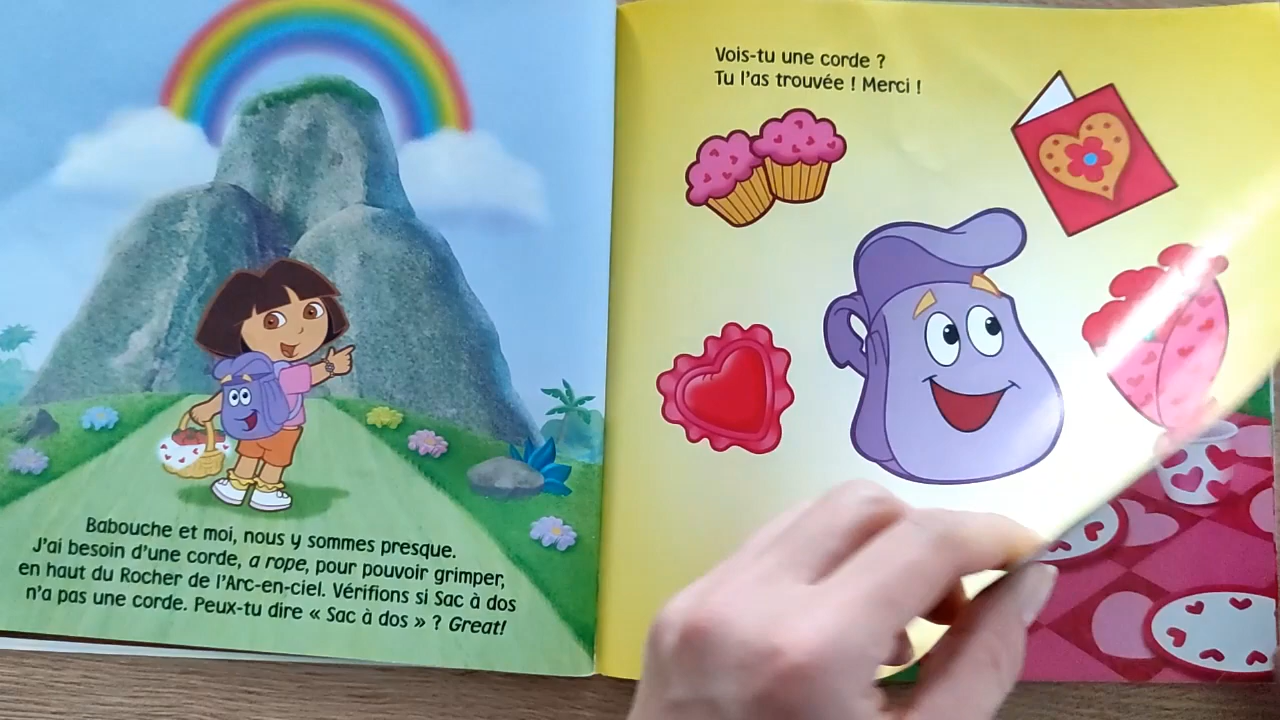 Babouche et moi, nous y sommes presque.
J'ai besoin d'une corde, a rope, pour pouvoir grimper,
en haut du Rocher de l'Arc-en-ciel. Vérifions si Sac à dos
n'a pas une corde. Peux-tu dire « Sac à dos » ? Great!
Vois-tu une corde ?
Tu l'as trouvée ! Merci !